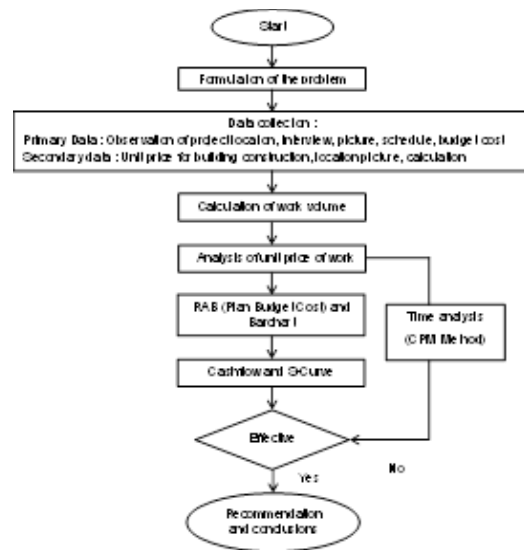 Start
Formulation of the problem
Data collection :
Primary Data : Observation of project location, interview, picture, schedule, budget cost
Secondary data : Unit price for building construction, location picture, calculation
Calculation of work volume
Analysis of unit price of work
RAB (Plan Budget Cost) and
Barchart
Time analysis
(CPM Method)
Cashflow and S-Curve
Effective
No
Yes
Recommendation
and conclusions